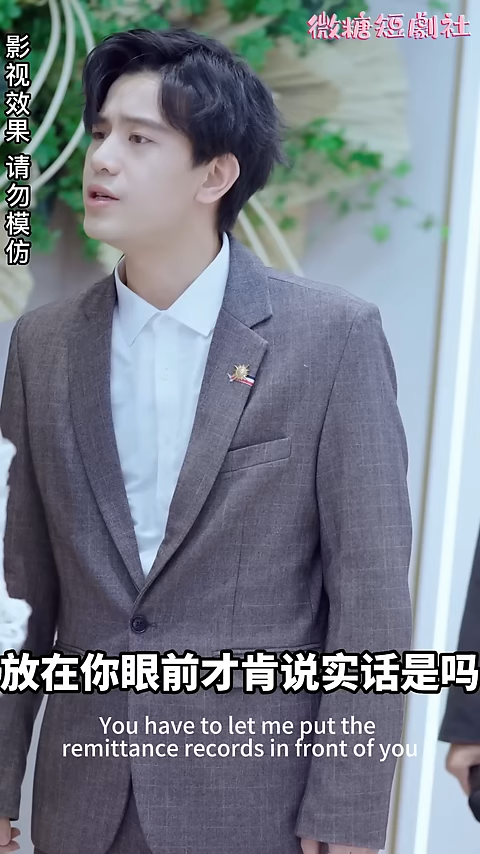 微糖短劇社
影视效果 请勿模仿
放在你眼前才肯说实话是吗
You have to let me put the
remittance records in front of you